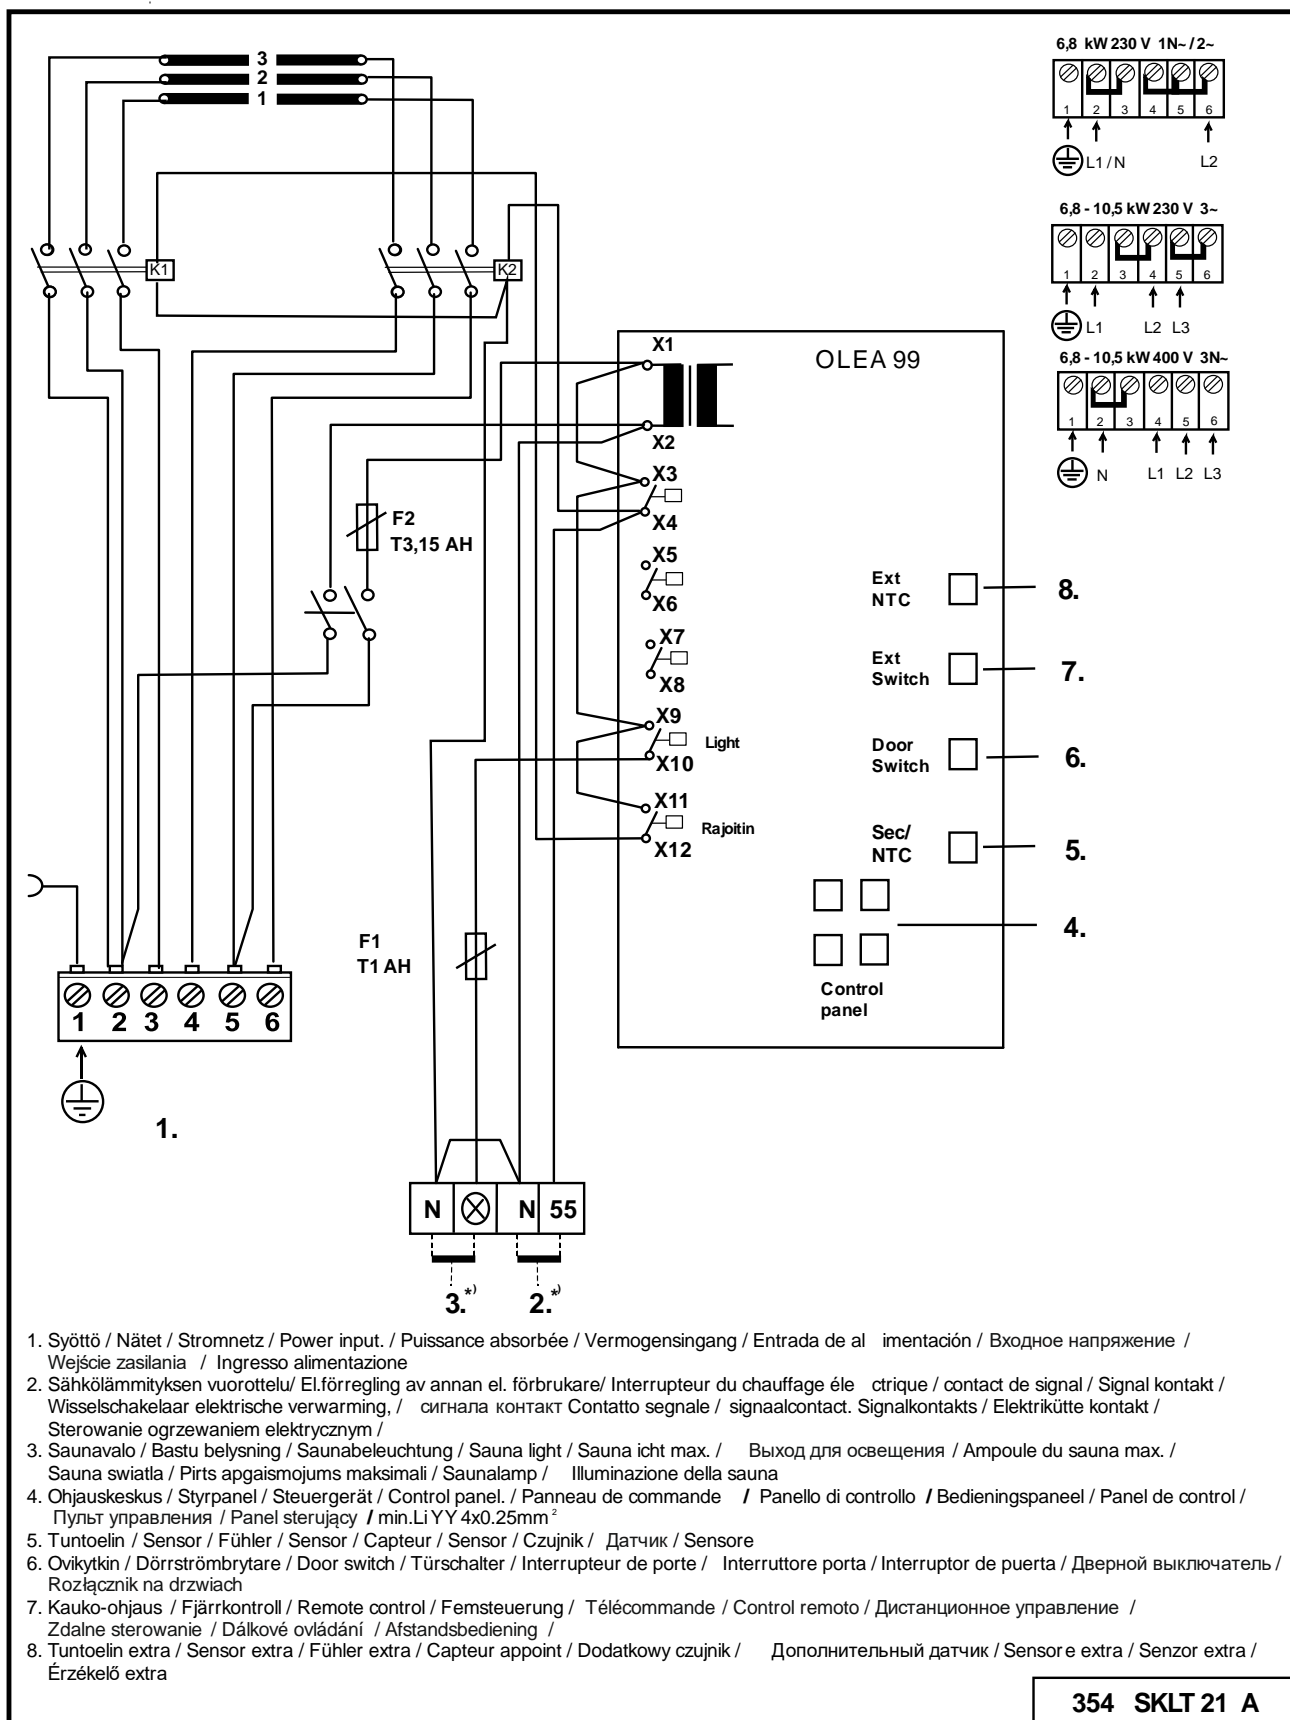 3
2
1
K1
K2
6,8 kW 230 V 1N~ / 2~
1 2 3 4 5 6
L1 / N L2
6,8 - 10,5 kW 230 V 3~
1 2 3 4 5 6
L1 L2 L3
6,8 - 10,5 kW 400 V 3N~
1 2 3 4 5 6
N L1 L2 L3
OLEA 99
X1
X2
X3
X4
X5
X6
X7
X8
X9
Light
X10
X11
Rajoitin
X12
F2
T3,15 AH
Ext
NTC
8.
Ext
Switch
7.
Door
Switch
6.
Sec/
NTC
5.
4.
Control
panel
F1
T1 AH
1 2 3 4 5 6
1.
N N 55
3.*) 2.*)
1. Syöttö / Nätet / Stromnetz / Power input. / Puissance absorbée / Vermogensingang / Entrada de al imentación / Входное напряжение /
Wejście zasilania / Ingresso alimentazione
2. Sähkölämmityksen vuorottelu/ El.förregling av annan el. förbrukare/ Interrupteur du chauffage éle ctrique / contact de signal / Signal kontakt /
Wisselschakelaar elektrische verwarming, / сигнала контакт Contatto segnale / signaalcontact. Signalkontakts / Elektrikütte kontakt /
Sterowanie ogrzewaniem elektrycznym /
3. Saunavalo / Bastu belysning / Saunabeleuchtung / Sauna light / Sauna icht max. / Выход для освещения / Ampoule du sauna max. /
Sauna swiatla / Pirts apgaismojums maksimali / Saunalamp / Illuminazione della sauna
4. Ohjauskeskus / Styrpanel / Steuergerät / Control panel. / Panneau de commande / Panello di controllo / Bedieningspaneel / Panel de control /
Пульт управления / Panel sterujący / min.Li YY 4x0.25mm²
5. Tuntoelin / Sensor / Fühler / Sensor / Capteur / Sensor / Czujnik / Датчик / Sensore
6. Ovikytkin / Dörrströmbrytare / Door switch / Türschalter / Interrupteur de porte / Interruttore porta / Interruptor de puerta / Дверной выключатель /
Rozłącznik na drzwiach
7. Kauko-ohjaus / Fjärrkontroll / Remote control / Femsteuerung / Télécommande / Control remoto / Дистанционное управление /
Zdalne sterowanie / Dálkové ovládání / Afstandsbediening /
8. Tuntoelin extra / Sensor extra / Fühler extra / Capteur appoint / Dodatkowy czujnik / Дополнительный датчик / Sensore extra / Senzor extra /
Érzékelő extra
354 SKLT 21 A